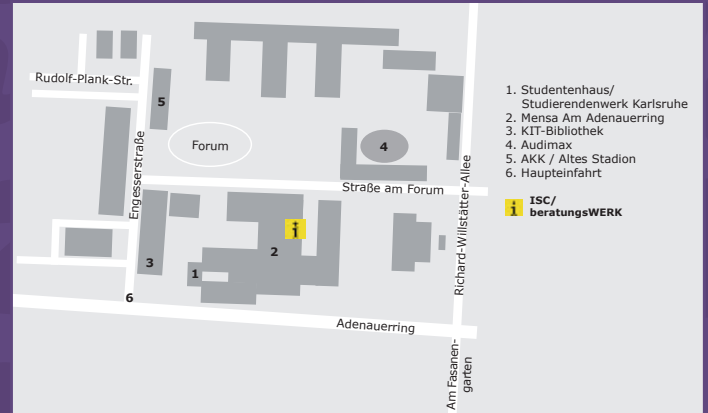 Rudolf-Plank-Str.
5
Engesserstraße
Forum
4
Straße am Forum
Richard-Willstätter-Allee
i
2
3
1
6
Adenauerring
Am Fasanen-
garten
1. Studentenhaus/
Studierendenwerk Karlsruhe
2. Mensa Am Adenauerring
3. KIT-Bibliothek
4. Audimax
5. AKK / Altes Stadion
6. Haupteinfahrt
i ISC/
beratungsWERK